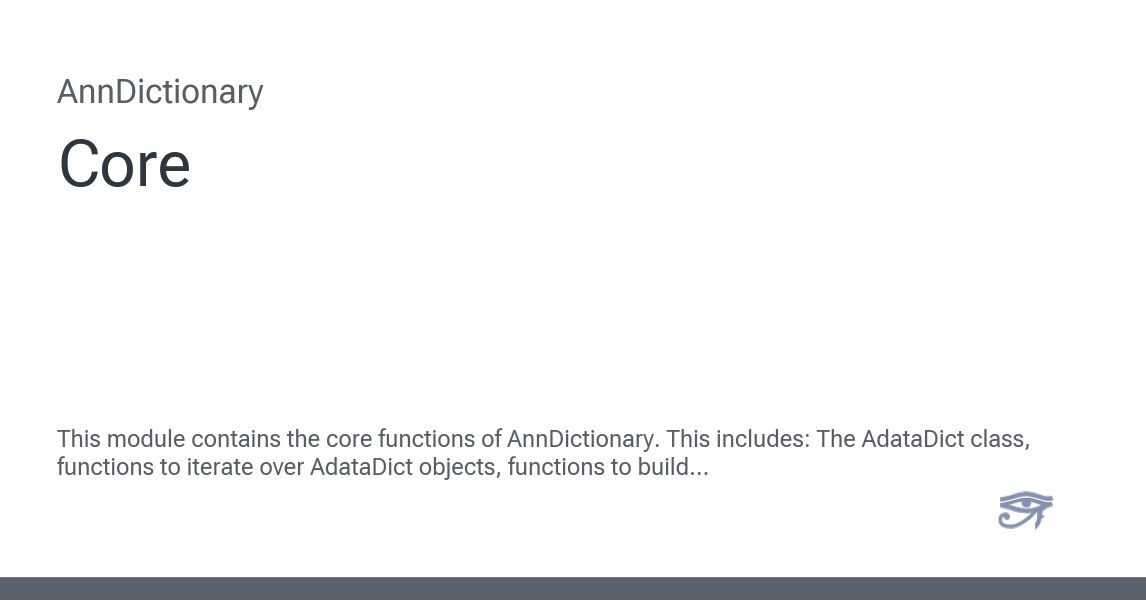 AnnDictionary
Core
This module contains the core functions of AnnDictionary. This includes: The AdataDict class,
functions to iterate over AdataDict objects, functions to build...